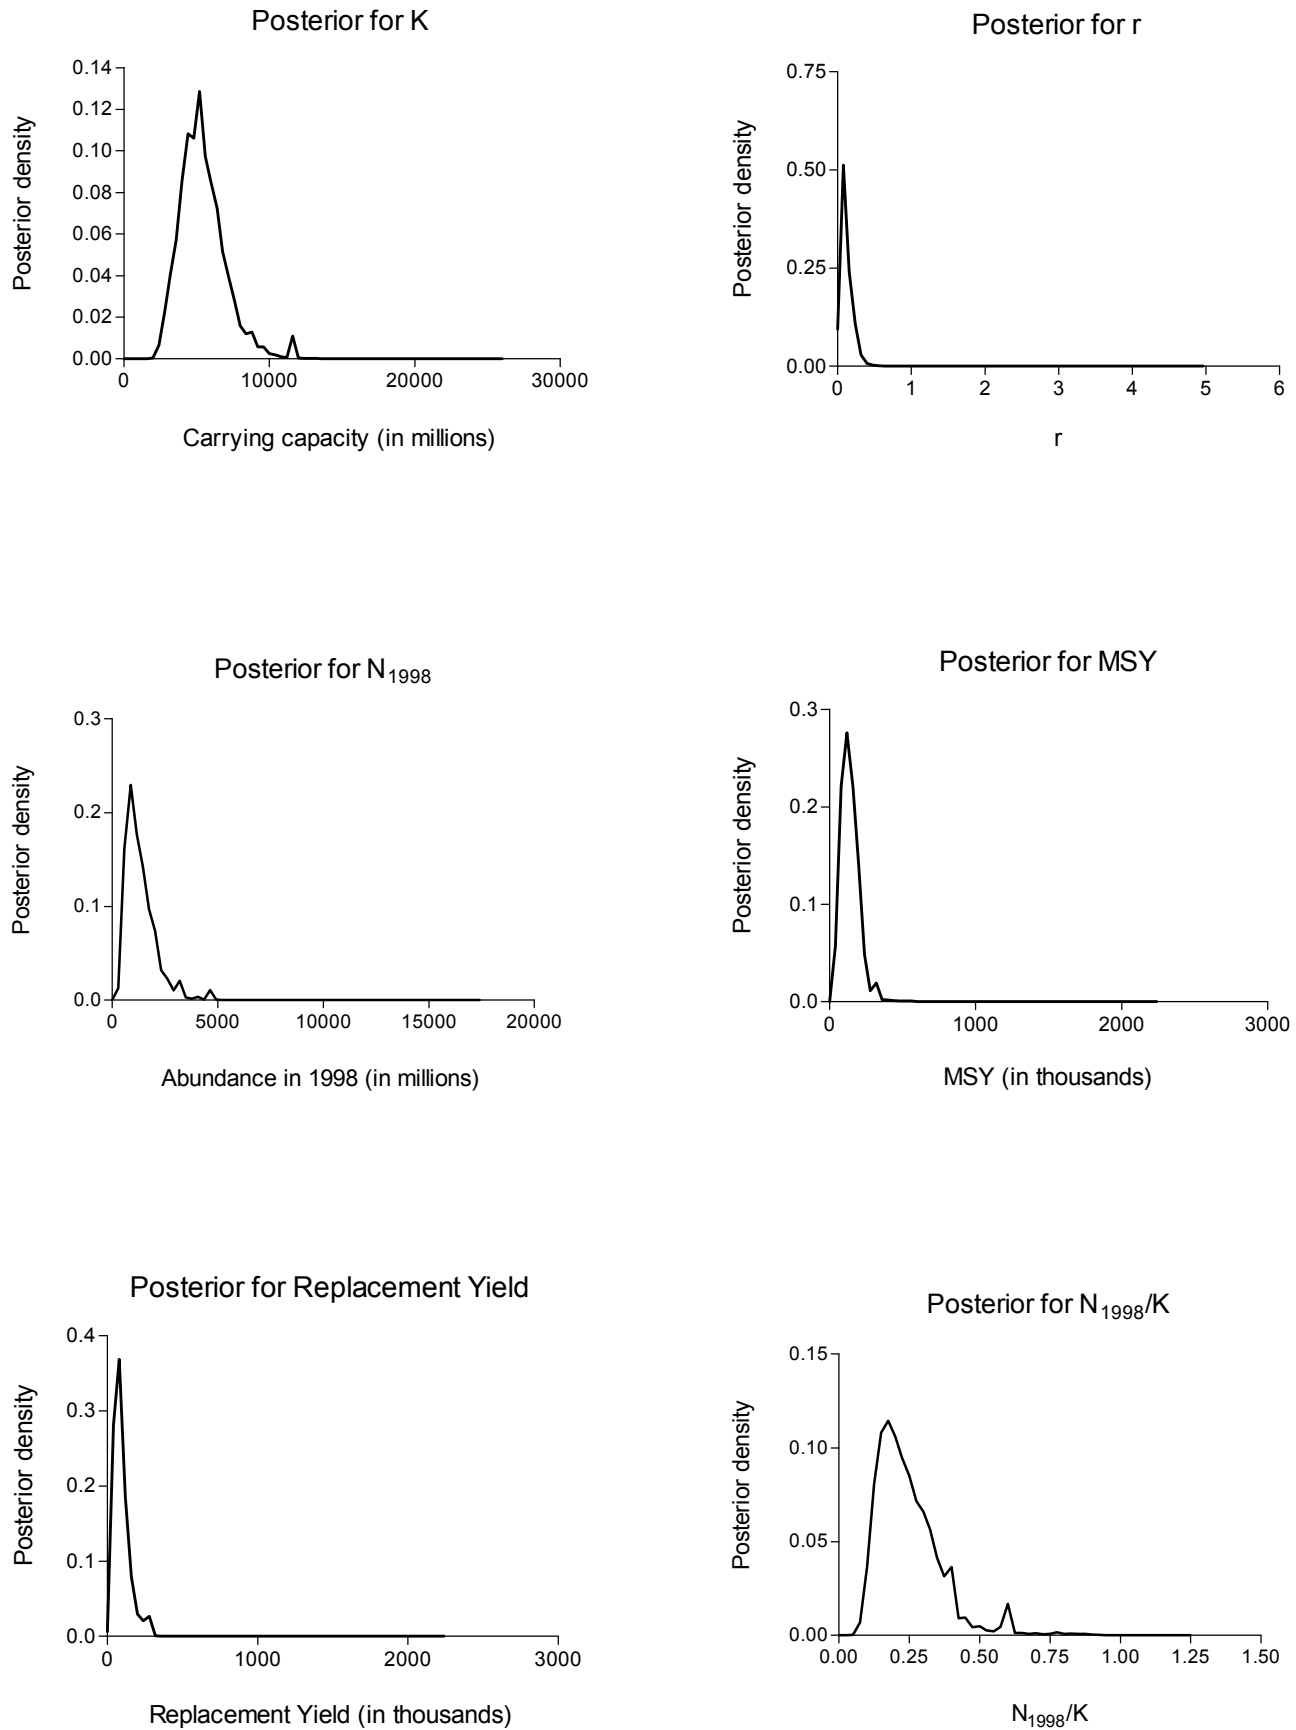 Posterior for K
0.14
0.12
0.10
0.08
0.06
0.04
0.02
0.00
0 10000 20000 30000
Posterior density
Carrying capacity (in millions)
Posterior for r
0.75
0.50
0.25
0.00
0 1 2 3 4 5 6
Posterior density
r
Posterior for N1998
0.3
0.2
0.1
0.0
0 5000 10000 15000 20000
Posterior density
Abundance in 1998 (in millions)
Posterior for MSY
0.3
0.2
0.1
0.0
0 1000 2000 3000
Posterior density
MSY (in thousands)
Posterior for Replacement Yield
0.4
0.3
0.2
0.1
0.0
0 1000 2000 3000
Posterior density
Replacement Yield (in thousands)
Posterior for N1998/K
0.15
0.10
0.05
0.00
0.00 0.25 0.50 0.75 1.00 1.25 1.50
Posterior density
N1998/K